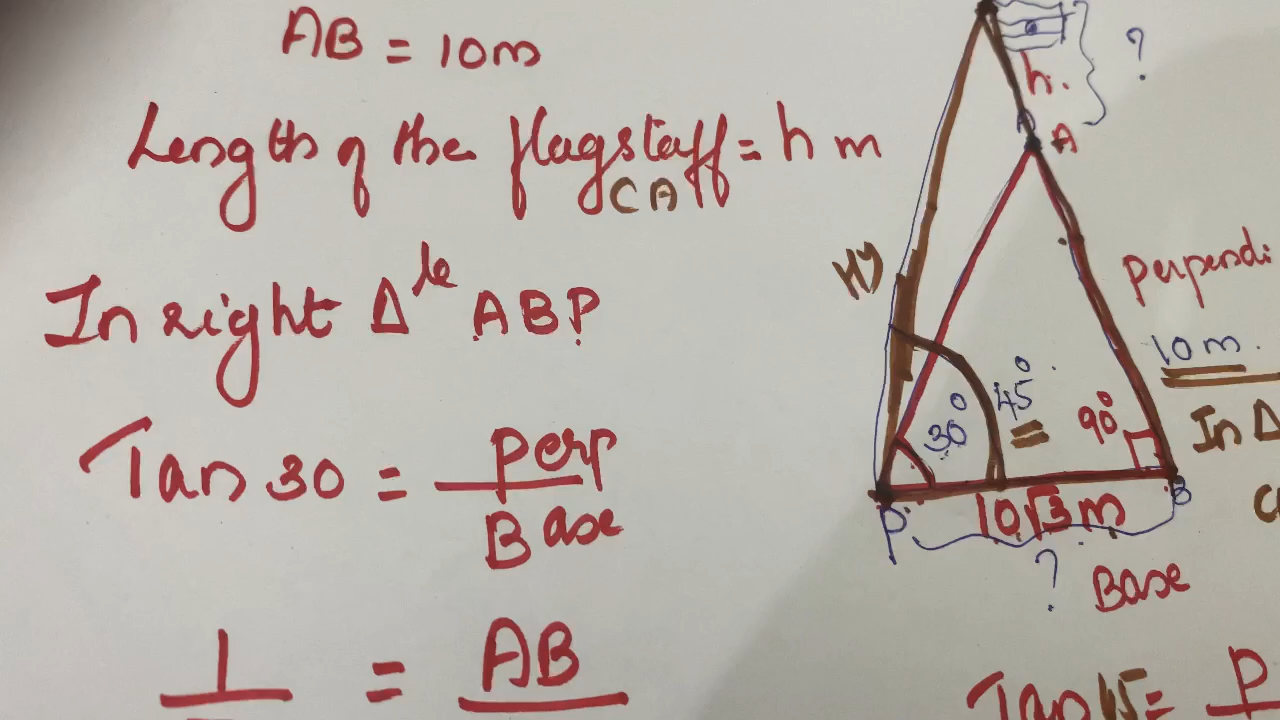 AB = 10m
Length of the flagstaff = h m
CA
In right Δle ABP
Tan 30 = perp
Base
1 = AB
?
h.
A
Hy
Perpendi
10 m.
30° 45° 90°
In Δ
P 10√3 m B
?
Base
Tan 45 = P